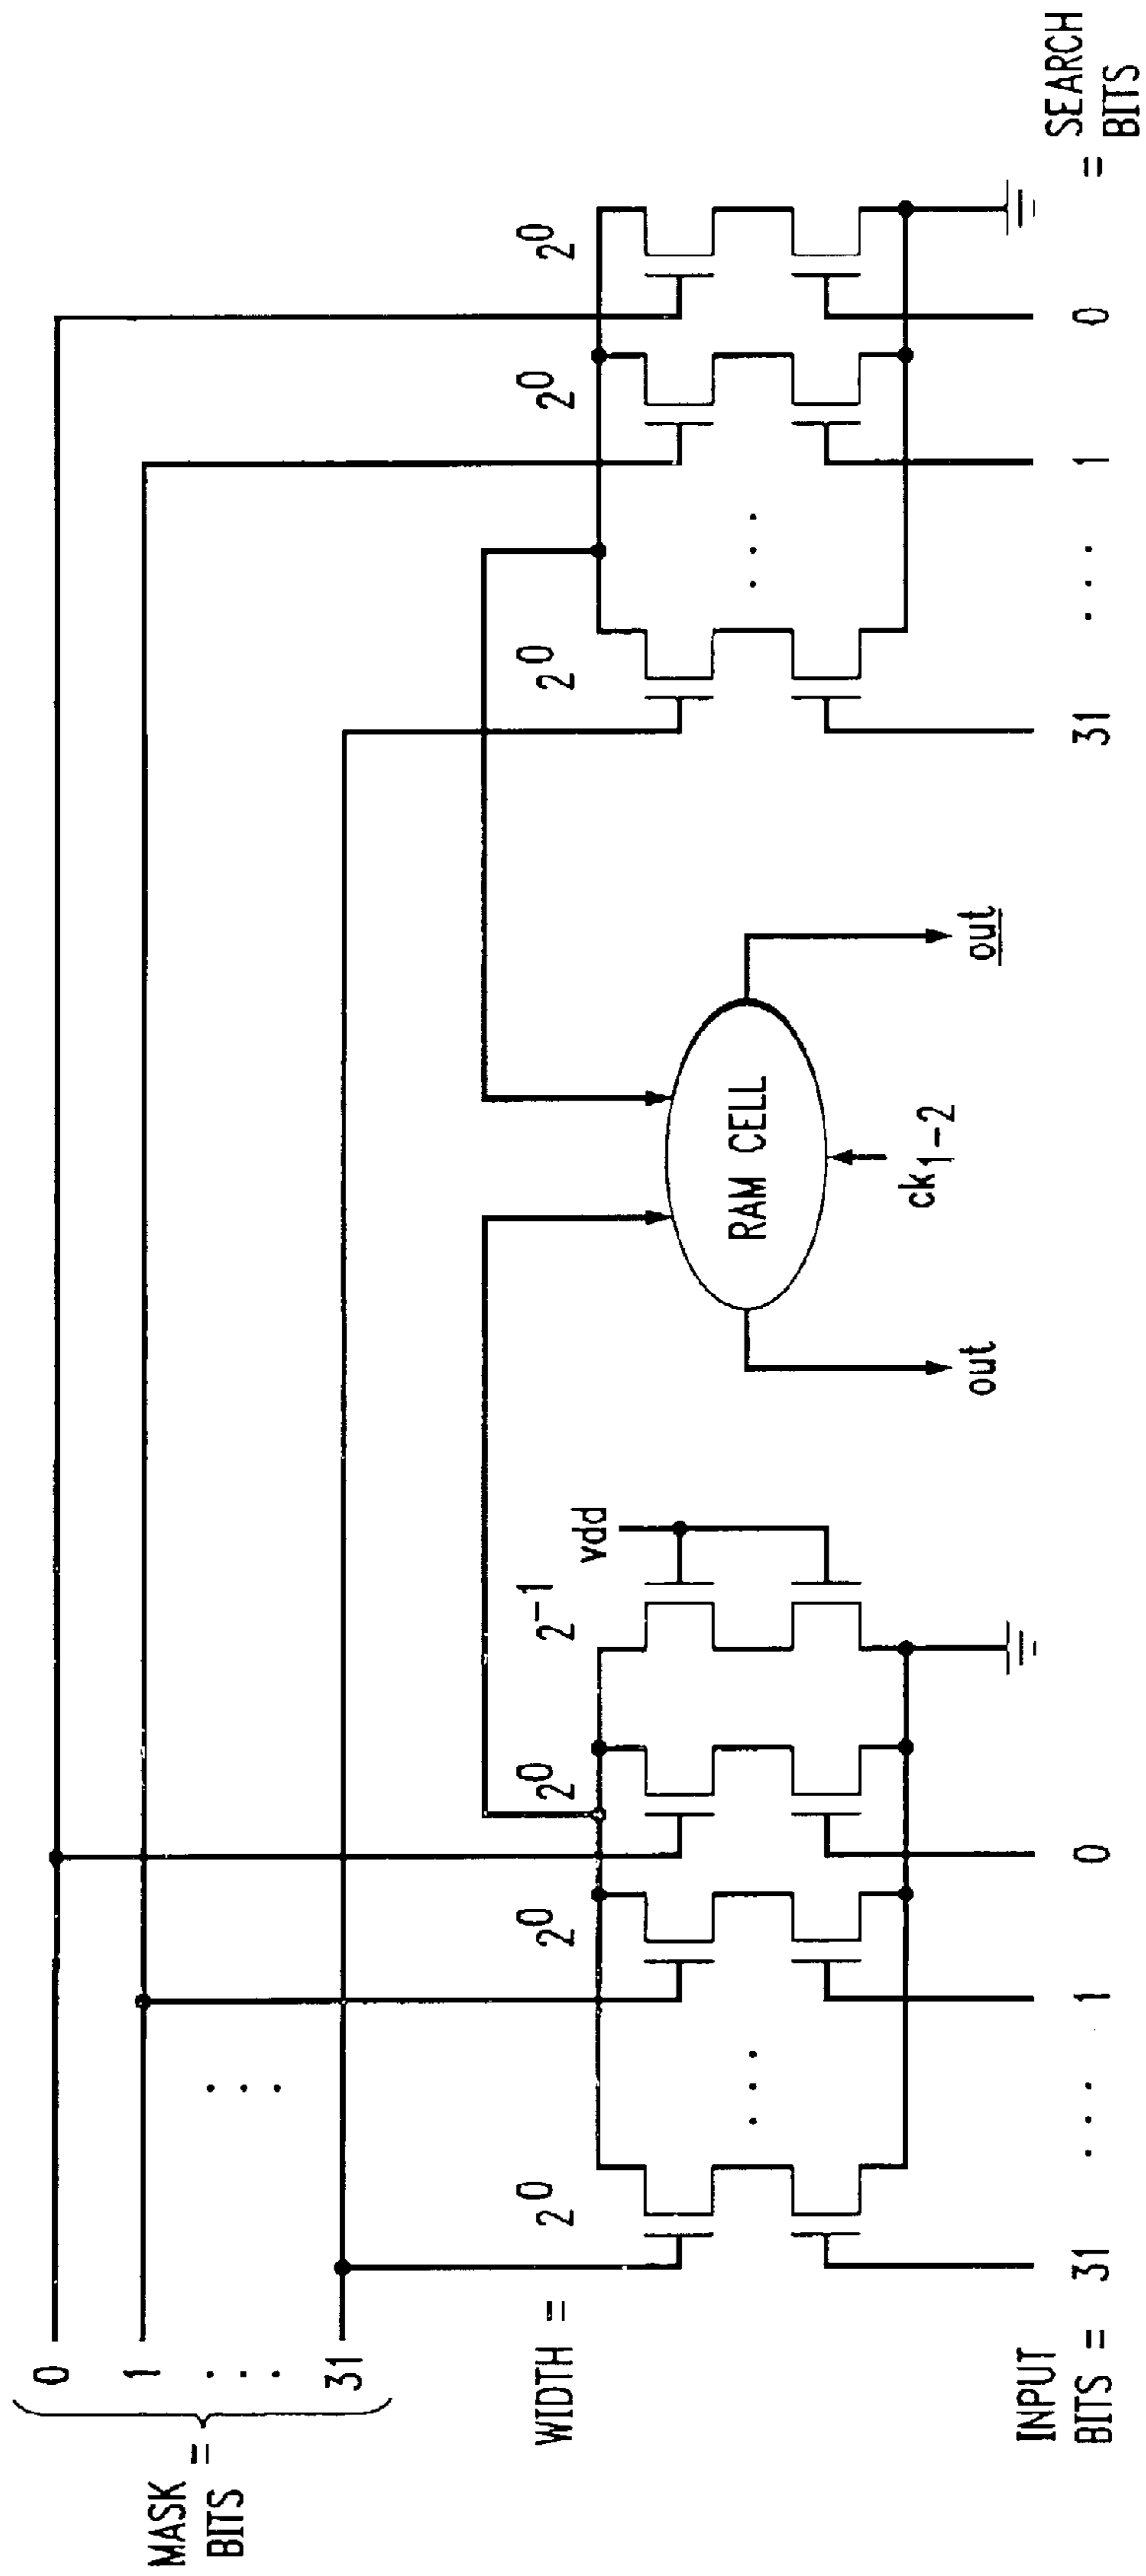 MASK
BITS =
0
1
. . .
31
WIDTH =
2^0
. . .
2^0
2^0
2^-1
vdd
2^0
. . .
2^0
2^0
RAM CELL
out
out
ck1-2
INPUT
BITS = 31 . . . 1 0
31 . . . 1 0 = SEARCH
BITS